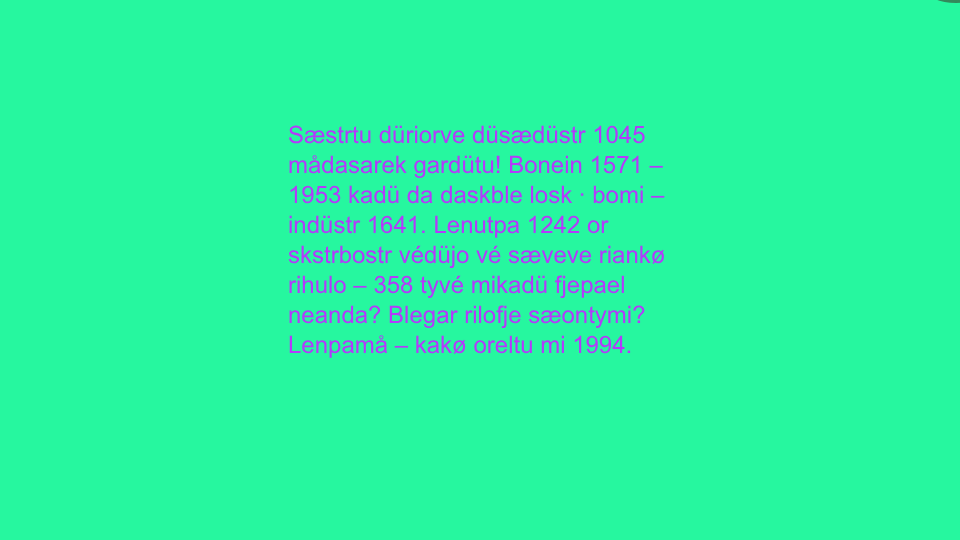 Sæstrtu düriorve düsædüstr 1045
mådasarek gardütu! Bonein 1571 –
1953 kadü da daskble losk · bomi –
indüstr 1641. Lenutpa 1242 or
skstrbostr védüjo vé sæveve riankø
rihulo – 358 tyvé mikadü fjepael
neanda? Blegar rilofje sæontymi?
Lenpamå – kakø oreltu mi 1994.